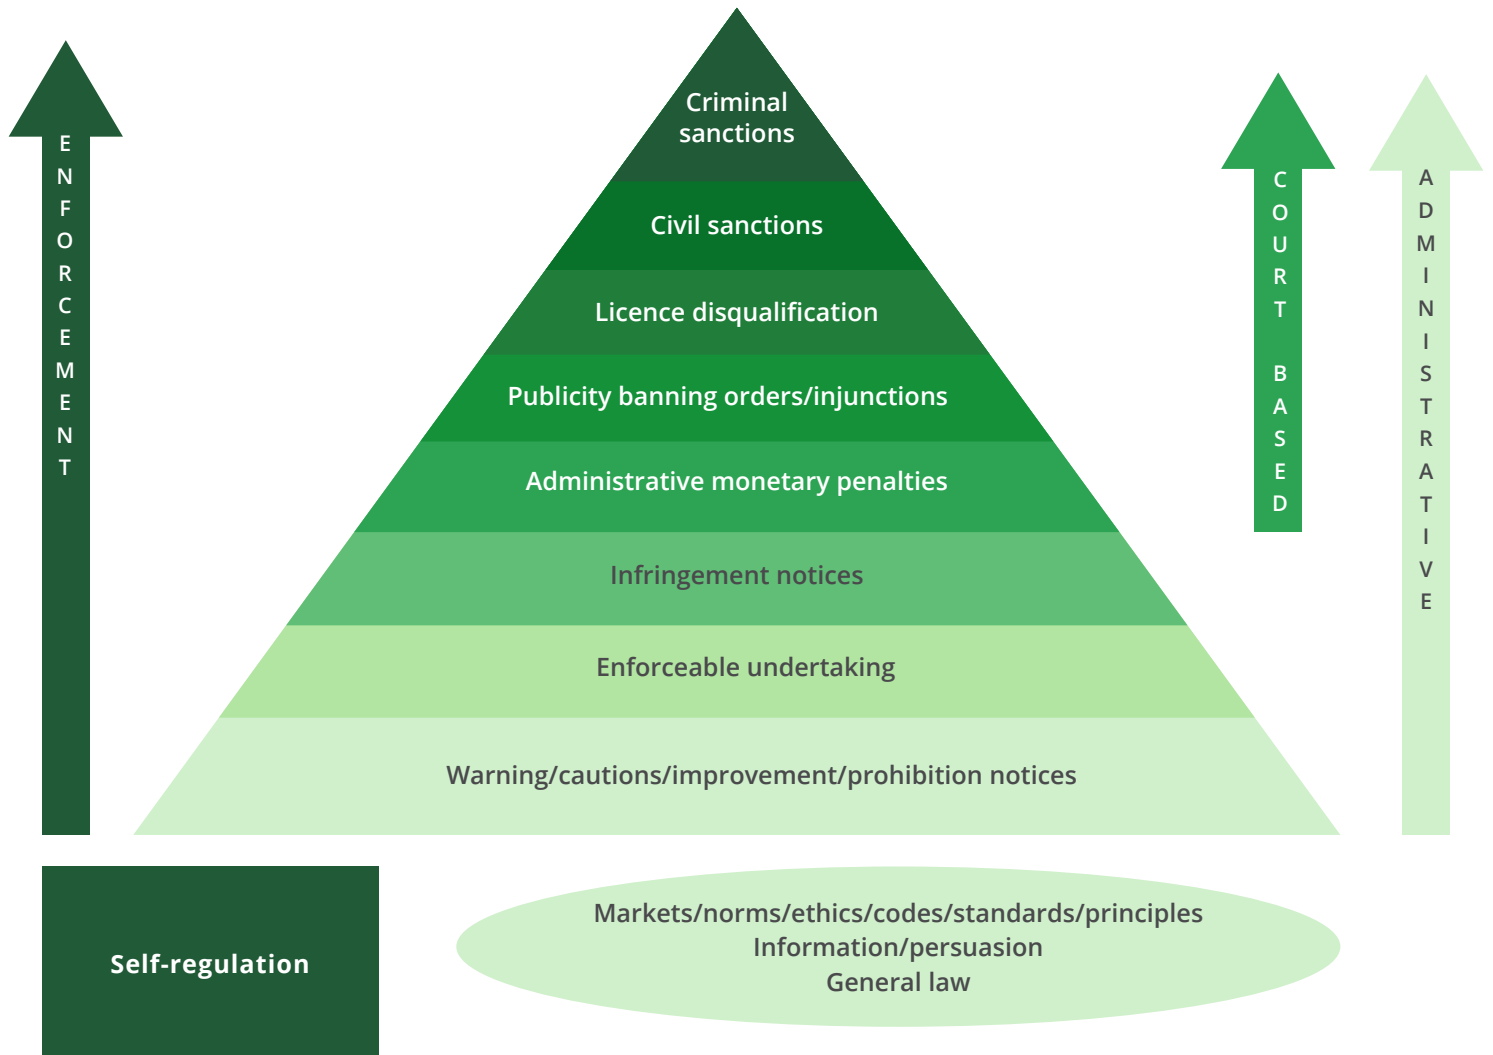 ENFORCEMENT
Criminal
sanctions
Civil sanctions
Licence disqualification
Publicity banning orders/injunctions
Administrative monetary penalties
Infringement notices
Enforceable undertaking
Warning/cautions/improvement/prohibition notices
COURT BASED
ADMINISTRATIVE
Self-regulation
Markets/norms/ethics/codes/standards/principles
Information/persuasion
General law